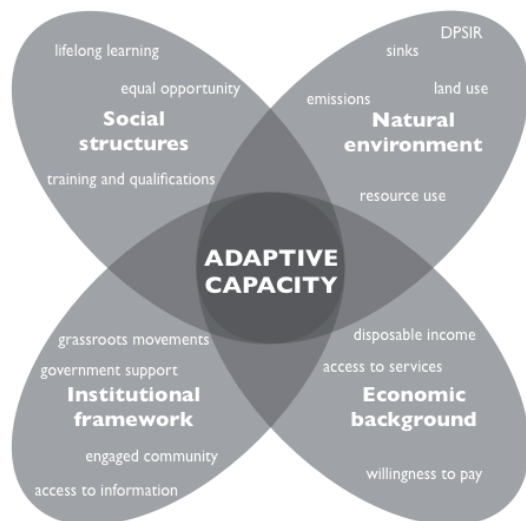 lifelong learning
equal opportunity
Social
structures
training and qualifications
DPSIR
sinks
land use
emissions
Natural
environment
resource use
ADAPTIVE
CAPACITY
grassroots movements
government support
Institutional
framework
engaged community
access to information
disposable income
access to services
Economic
background
willingness to pay